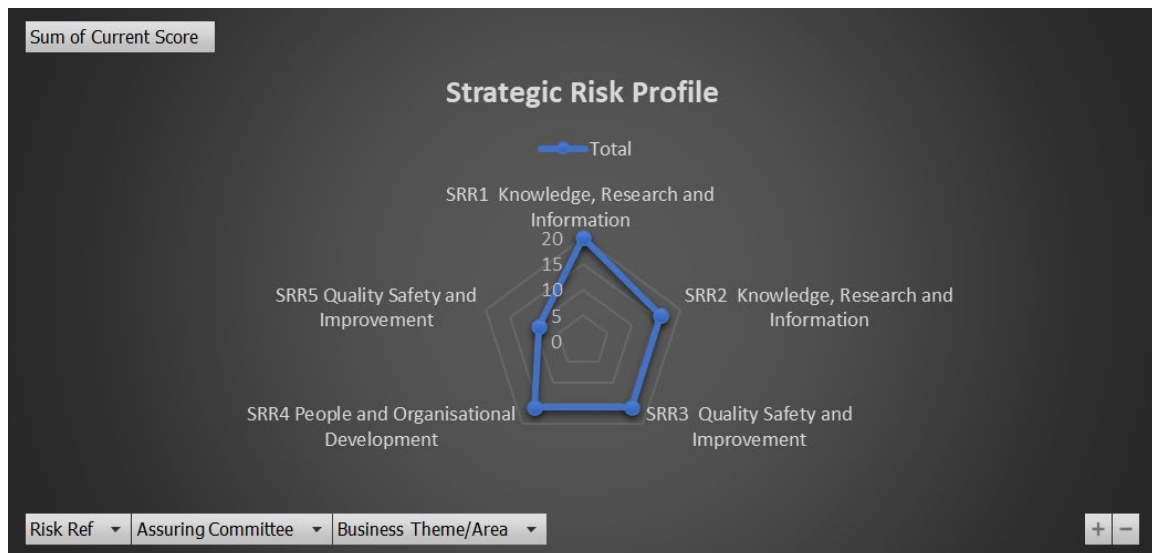 Sum of Current Score
Strategic Risk Profile
Total
SRR1 Knowledge, Research and
Information
20
15
10
5
0
SRR2 Knowledge, Research and
Information
SRR3 Quality Safety and
Improvement
SRR4 People and Organisational
Development
SRR5 Quality Safety and
Improvement
Risk Ref
Assuring Committee
Business Theme/Area
+ −